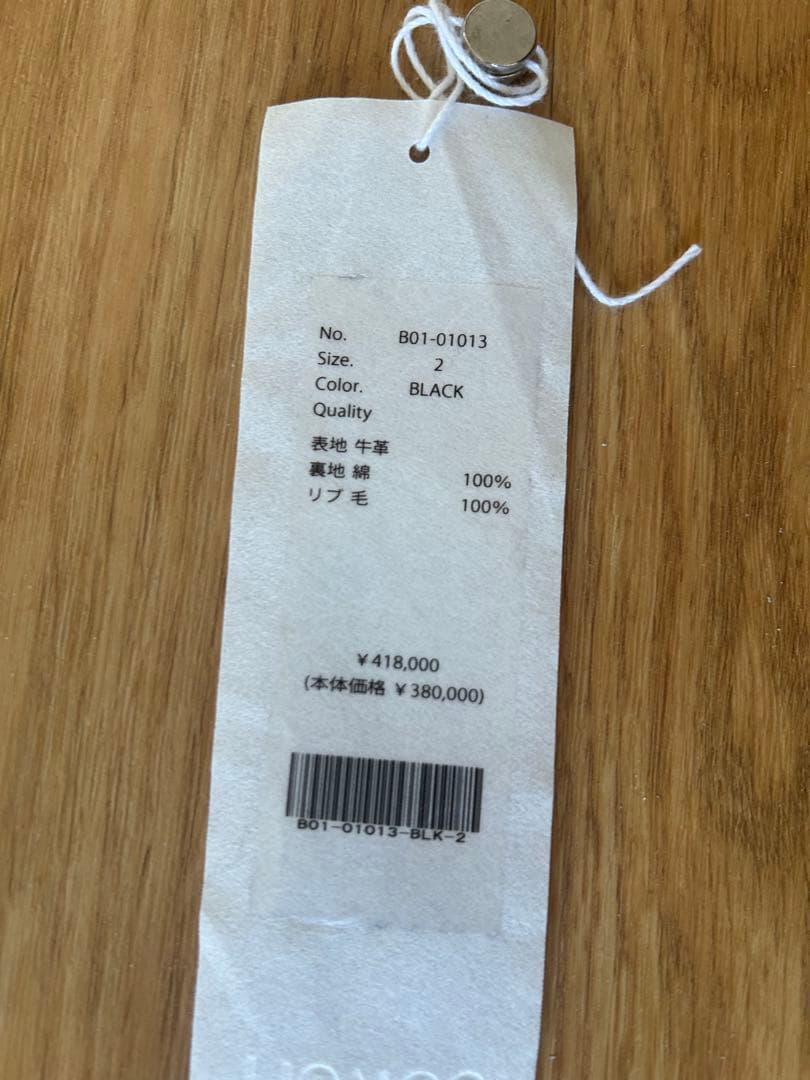 No. B01-01013
Size. 2
Color. BLACK
Quality
表地 牛革
裏地 綿 100%
リブ 毛 100%
¥418,000
(本体価格 ¥380,000)
B01-01013-BLK-2